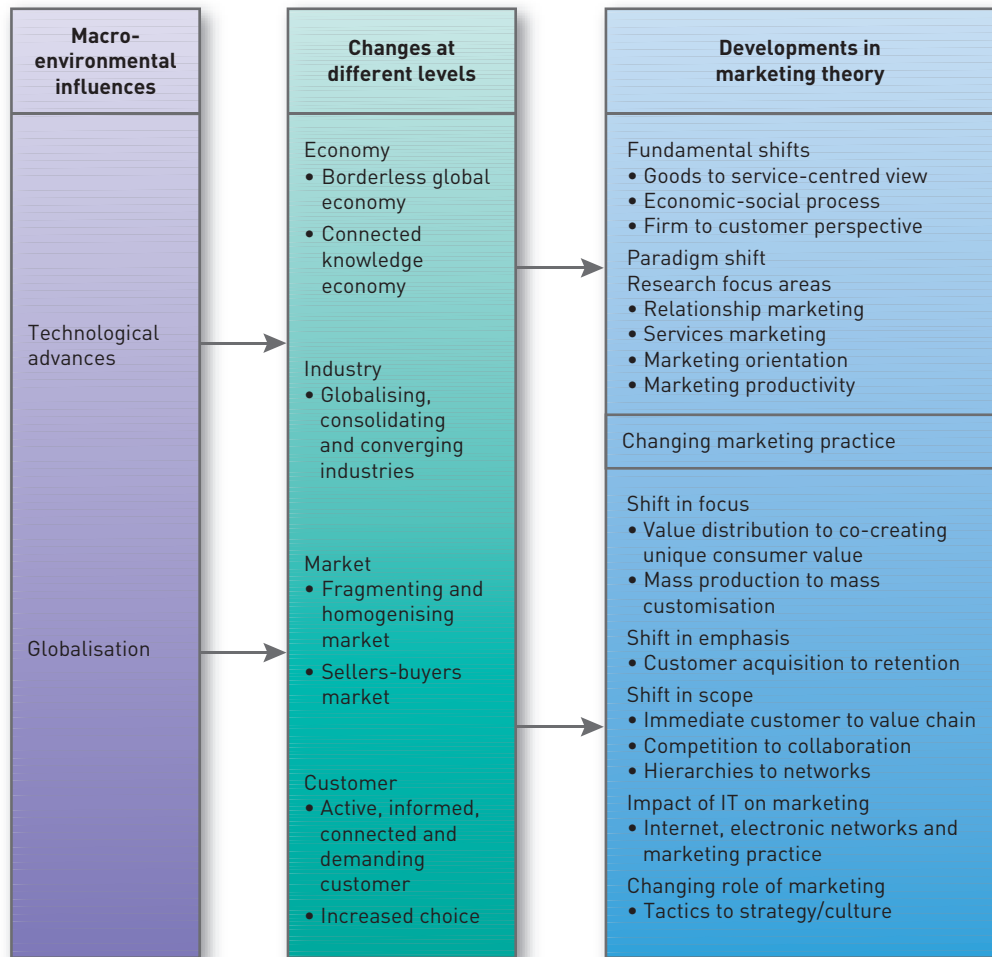 Macro-
environmental
influences
Technological
advances
Globalisation
Changes at
different levels
Economy
• Borderless global
economy
• Connected
knowledge
economy
Industry
• Globalising,
consolidating
and converging
industries
Market
• Fragmenting and
homogenising
market
• Sellers-buyers
market
Customer
• Active, informed,
connected and
demanding
customer
• Increased choice
Developments in
marketing theory
Fundamental shifts
• Goods to service-centred view
• Economic-social process
• Firm to customer perspective
Paradigm shift
Research focus areas
• Relationship marketing
• Services marketing
• Marketing orientation
• Marketing productivity
Changing marketing practice
Shift in focus
• Value distribution to co-creating
unique consumer value
• Mass production to mass
customisation
Shift in emphasis
• Customer acquisition to retention
Shift in scope
• Immediate customer to value chain
• Competition to collaboration
• Hierarchies to networks
Impact of IT on marketing
• Internet, electronic networks and
marketing practice
Changing role of marketing
• Tactics to strategy/culture